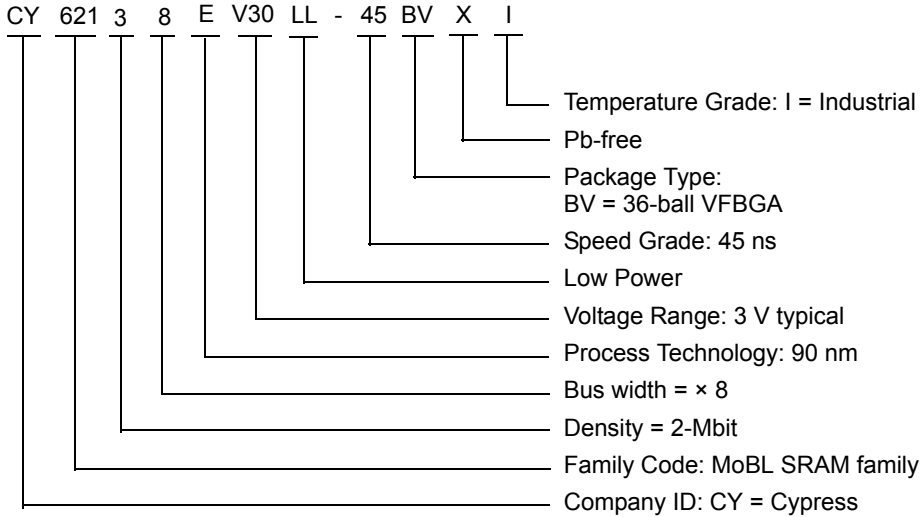 CY 621 3 8 E V30 LL - 45 BV X I
Temperature Grade: I = Industrial
Pb-free
Package Type:
BV = 36-ball VFBGA
Speed Grade: 45 ns
Low Power
Voltage Range: 3 V typical
Process Technology: 90 nm
Bus width = × 8
Density = 2-Mbit
Family Code: MoBL SRAM family
Company ID: CY = Cypress